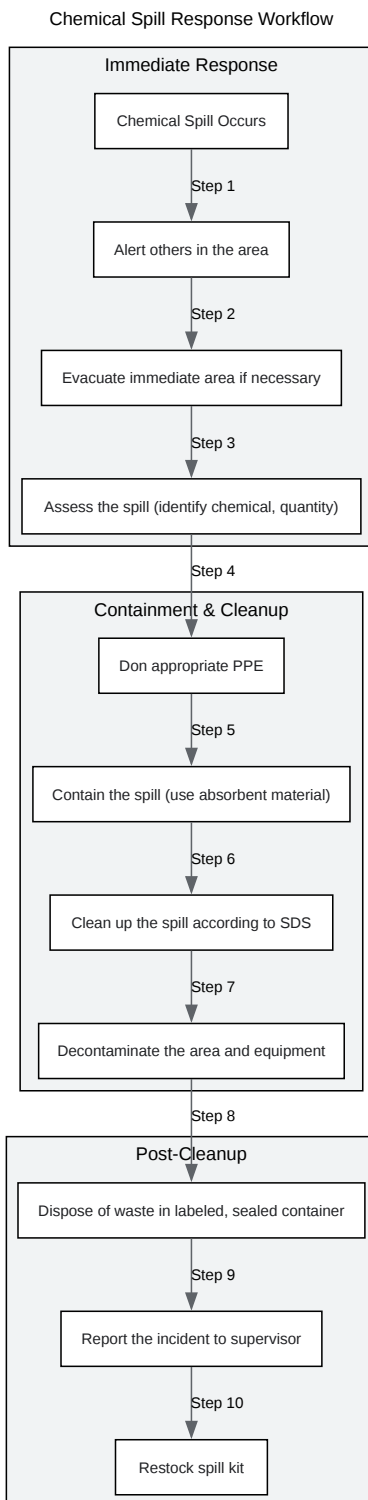 Chemical Spill Response Workflow
Immediate Response
Chemical Spill Occurs
Step 1
Alert others in the area
Step 2
Evacuate immediate area if necessary
Step 3
Assess the spill (identify chemical, quantity)
Step 4
Containment & Cleanup
Don appropriate PPE
Step 5
Contain the spill (use absorbent material)
Step 6
Clean up the spill according to SDS
Step 7
Decontaminate the area and equipment
Step 8
Post-Cleanup
Dispose of waste in labeled, sealed container
Step 9
Report the incident to supervisor
Step 10
Restock spill kit